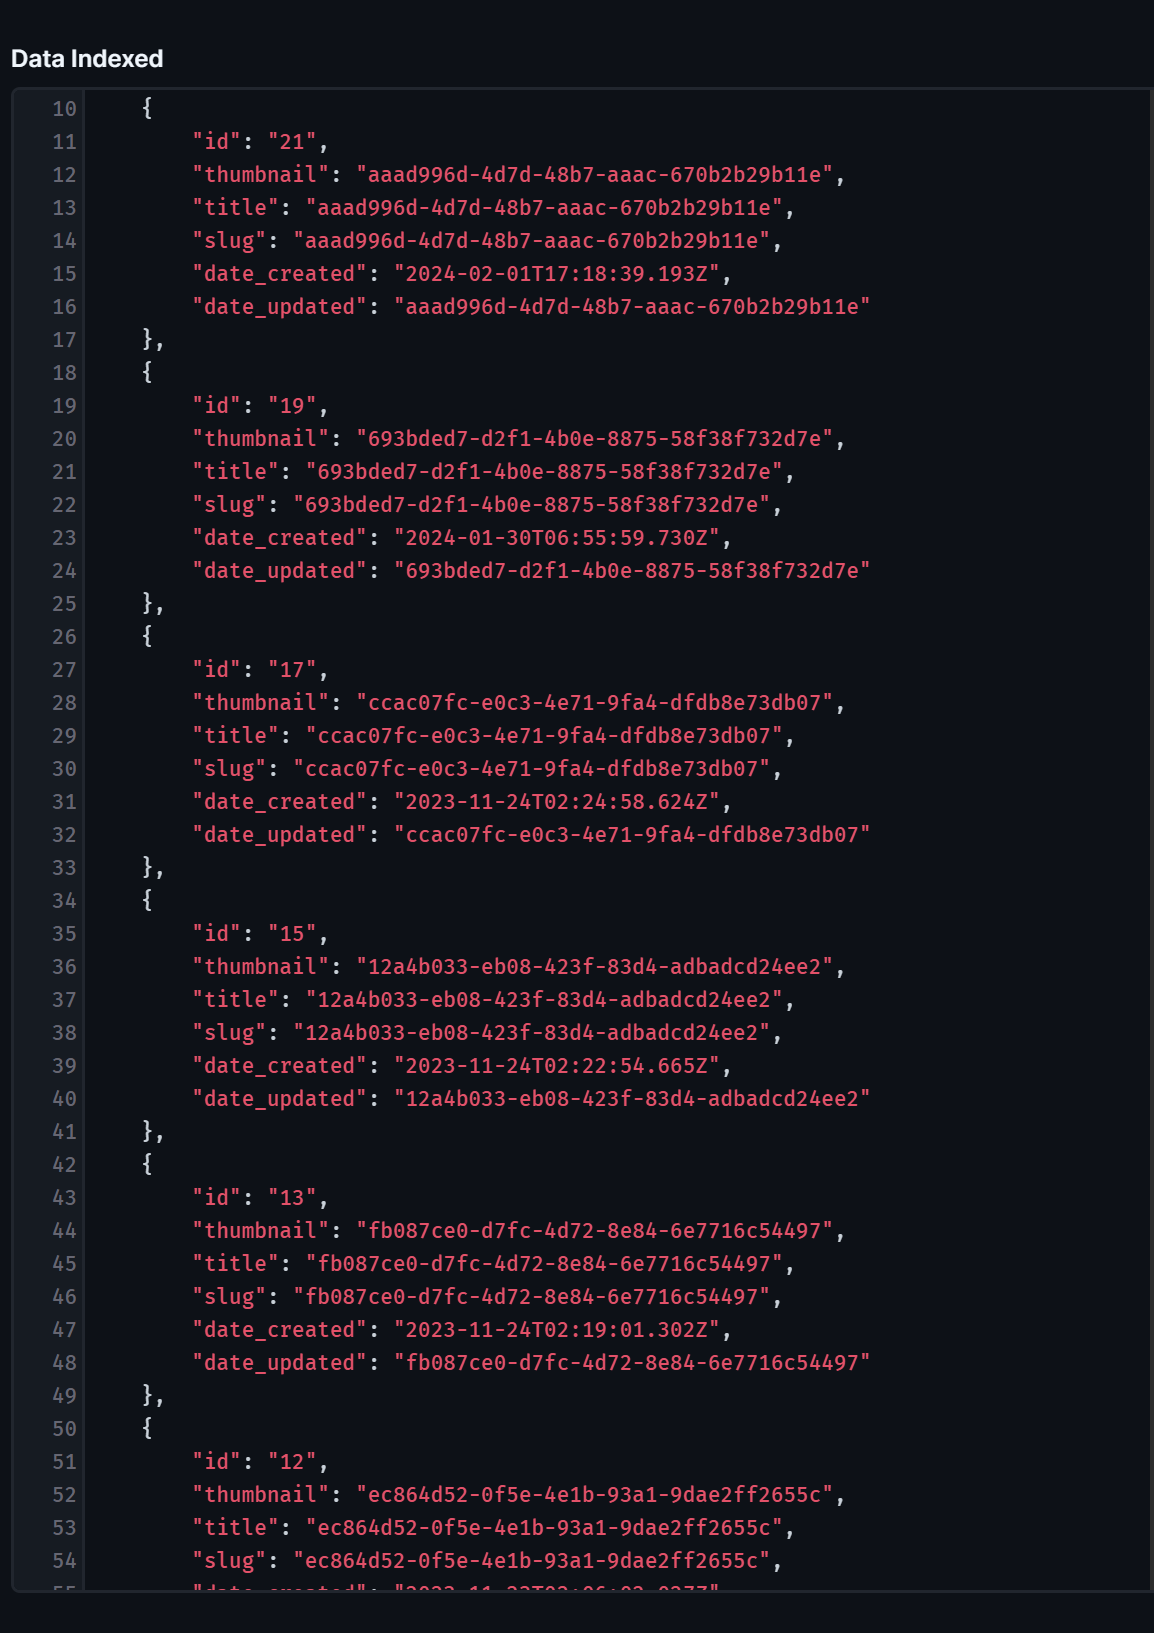 Data Indexed
10 {
11 "id": "21",
12 "thumbnail": "aaad996d-4d7d-48b7-aaac-670b2b29b11e",
13 "title": "aaad996d-4d7d-48b7-aaac-670b2b29b11e",
14 "slug": "aaad996d-4d7d-48b7-aaac-670b2b29b11e",
15 "date_created": "2024-02-01T17:18:39.193Z",
16 "date_updated": "aaad996d-4d7d-48b7-aaac-670b2b29b11e"
17 },
18 {
19 "id": "19",
20 "thumbnail": "693bded7-d2f1-4b0e-8875-58f38f732d7e",
21 "title": "693bded7-d2f1-4b0e-8875-58f38f732d7e",
22 "slug": "693bded7-d2f1-4b0e-8875-58f38f732d7e",
23 "date_created": "2024-01-30T06:55:59.730Z",
24 "date_updated": "693bded7-d2f1-4b0e-8875-58f38f732d7e"
25 },
26 {
27 "id": "17",
28 "thumbnail": "ccac07fc-e0c3-4e71-9fa4-dfdb8e73db07",
29 "title": "ccac07fc-e0c3-4e71-9fa4-dfdb8e73db07",
30 "slug": "ccac07fc-e0c3-4e71-9fa4-dfdb8e73db07",
31 "date_created": "2023-11-24T02:24:58.624Z",
32 "date_updated": "ccac07fc-e0c3-4e71-9fa4-dfdb8e73db07"
33 },
34 {
35 "id": "15",
36 "thumbnail": "12a4b033-eb08-423f-83d4-adbadcd24ee2",
37 "title": "12a4b033-eb08-423f-83d4-adbadcd24ee2",
38 "slug": "12a4b033-eb08-423f-83d4-adbadcd24ee2",
39 "date_created": "2023-11-24T02:22:54.665Z",
40 "date_updated": "12a4b033-eb08-423f-83d4-adbadcd24ee2"
41 },
42 {
43 "id": "13",
44 "thumbnail": "fb087ce0-d7fc-4d72-8e84-6e7716c54497",
45 "title": "fb087ce0-d7fc-4d72-8e84-6e7716c54497",
46 "slug": "fb087ce0-d7fc-4d72-8e84-6e7716c54497",
47 "date_created": "2023-11-24T02:19:01.302Z",
48 "date_updated": "fb087ce0-d7fc-4d72-8e84-6e7716c54497"
49 },
50 {
51 "id": "12",
52 "thumbnail": "ec864d52-0f5e-4e1b-93a1-9dae2ff2655c",
53 "title": "ec864d52-0f5e-4e1b-93a1-9dae2ff2655c",
54 "slug": "ec864d52-0f5e-4e1b-93a1-9dae2ff2655c",
55 "date_created":